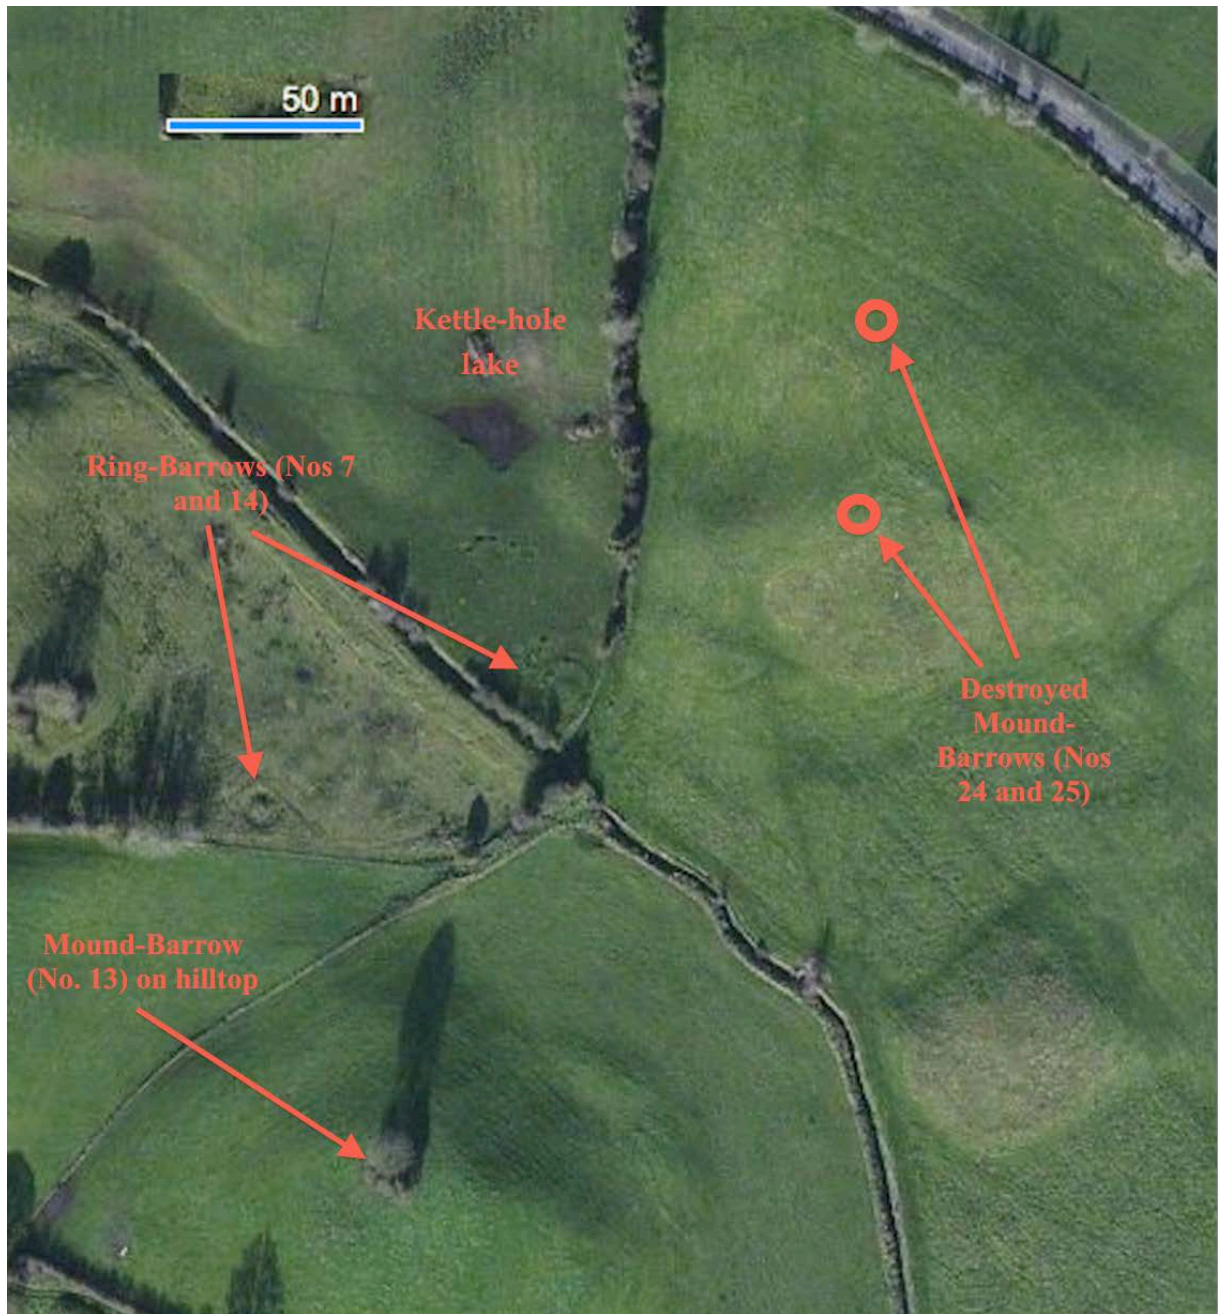 50 m
Kettle-hole
lake
Ring-Barrows (Nos 7
and 14)
Destroyed
Mound-
Barrows (Nos
24 and 25)
Mound-Barrow
(No. 13) on hilltop